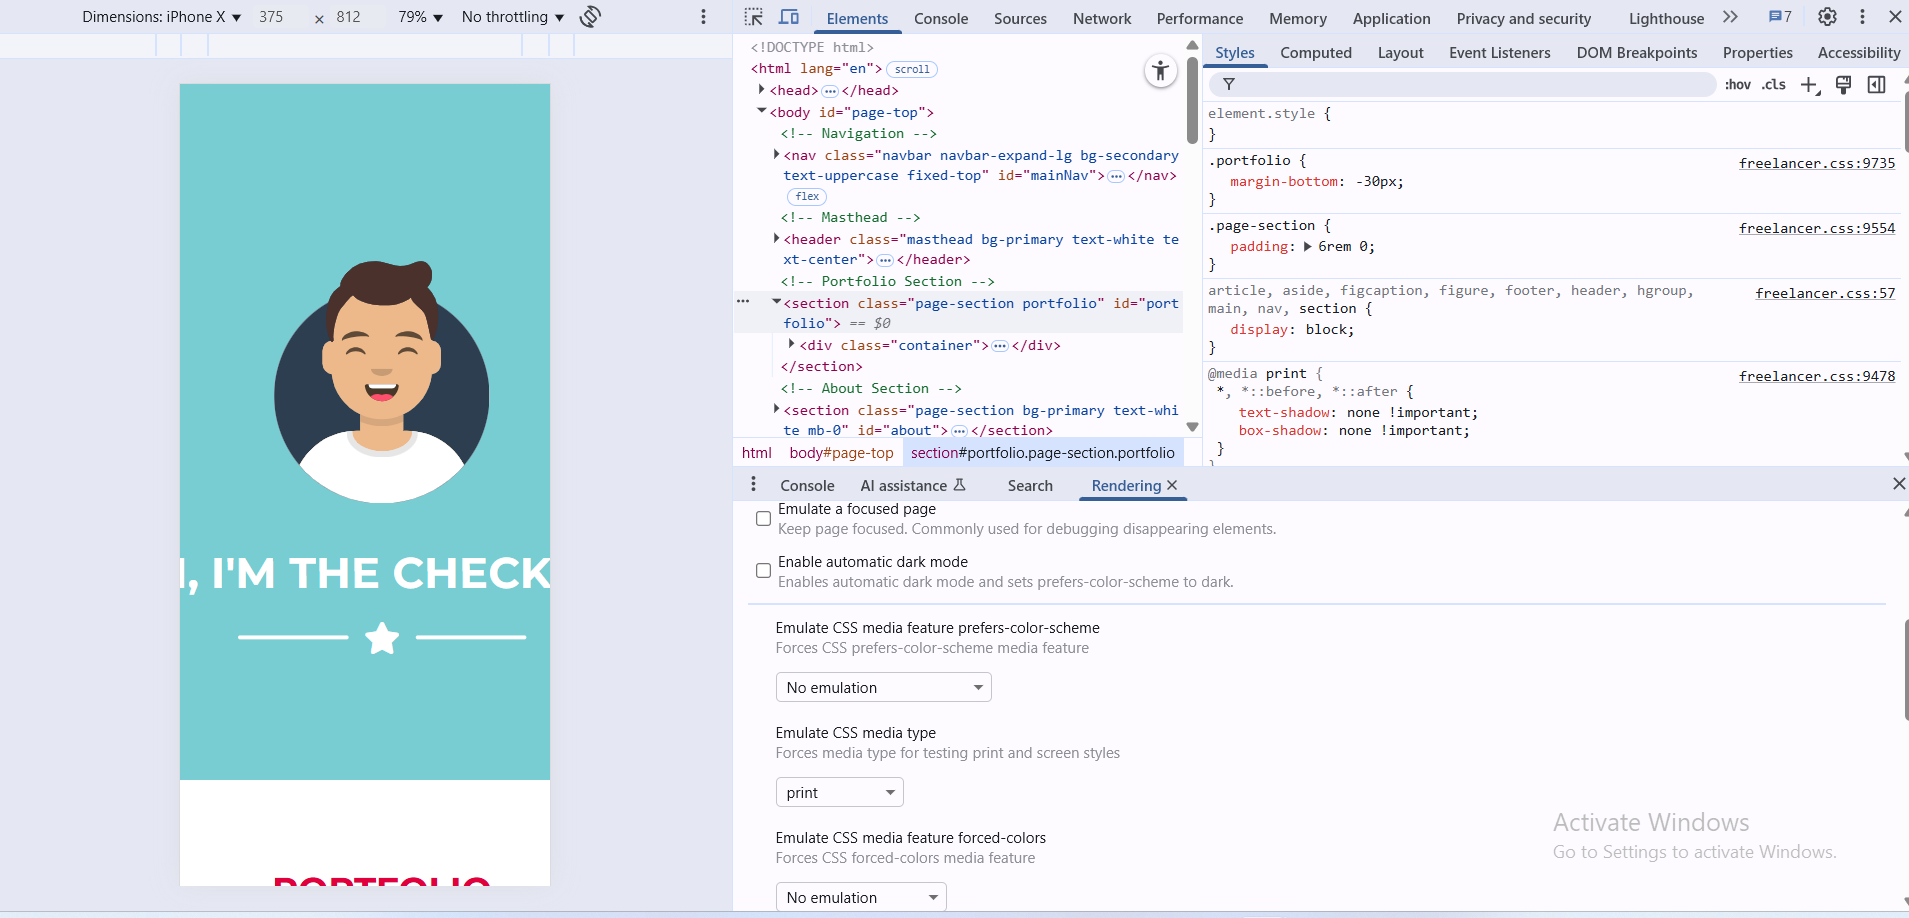 Dimensions: iPhone X ▼ 375 × 812 79% ▼ No throttling ▼
Elements Console Sources Network Performance Memory Application Privacy and security Lighthouse 7
<!DOCTYPE html>
<html lang="en"> scroll
<head> ••• </head>
<body id="page-top">
<!-- Navigation -->
<nav class="navbar navbar-expand-lg bg-secondary
text-uppercase fixed-top" id="mainNav"> ••• </nav>
flex
<!-- Masthead -->
<header class="masthead bg-primary text-white te
xt-center"> ••• </header>
<!-- Portfolio Section -->
<section class="page-section portfolio" id="port
folio"> == $0
<div class="container"> ••• </div>
</section>
<!-- About Section -->
<section class="page-section bg-primary text-whi
te mb-0" id="about"> ••• </section>
html body#page-top section#portfolio.page-section.portfolio
Styles Computed Layout Event Listeners DOM Breakpoints Properties Accessibility
:hov .cls
element.style {
}
.portfolio { freelancer.css:9735
margin-bottom: -30px;
}
.page-section { freelancer.css:9554
padding: 6rem 0;
}
article, aside, figcaption, figure, footer, header, hgroup, freelancer.css:57
main, nav, section {
display: block;
}
@media print { freelancer.css:9478
*, *::before, *::after {
text-shadow: none !important;
box-shadow: none !important;
}
Console AI assistance Search Rendering
Emulate a focused page
Keep page focused. Commonly used for debugging disappearing elements.
Enable automatic dark mode
Enables automatic dark mode and sets prefers-color-scheme to dark.
Emulate CSS media feature prefers-color-scheme
Forces CSS prefers-color-scheme media feature
No emulation
Emulate CSS media type
Forces media type for testing print and screen styles
print
Emulate CSS media feature forced-colors
Forces CSS forced-colors media feature
No emulation
, I'M THE CHECK
PORTFOLIO
Activate Windows
Go to Settings to activate Windows.